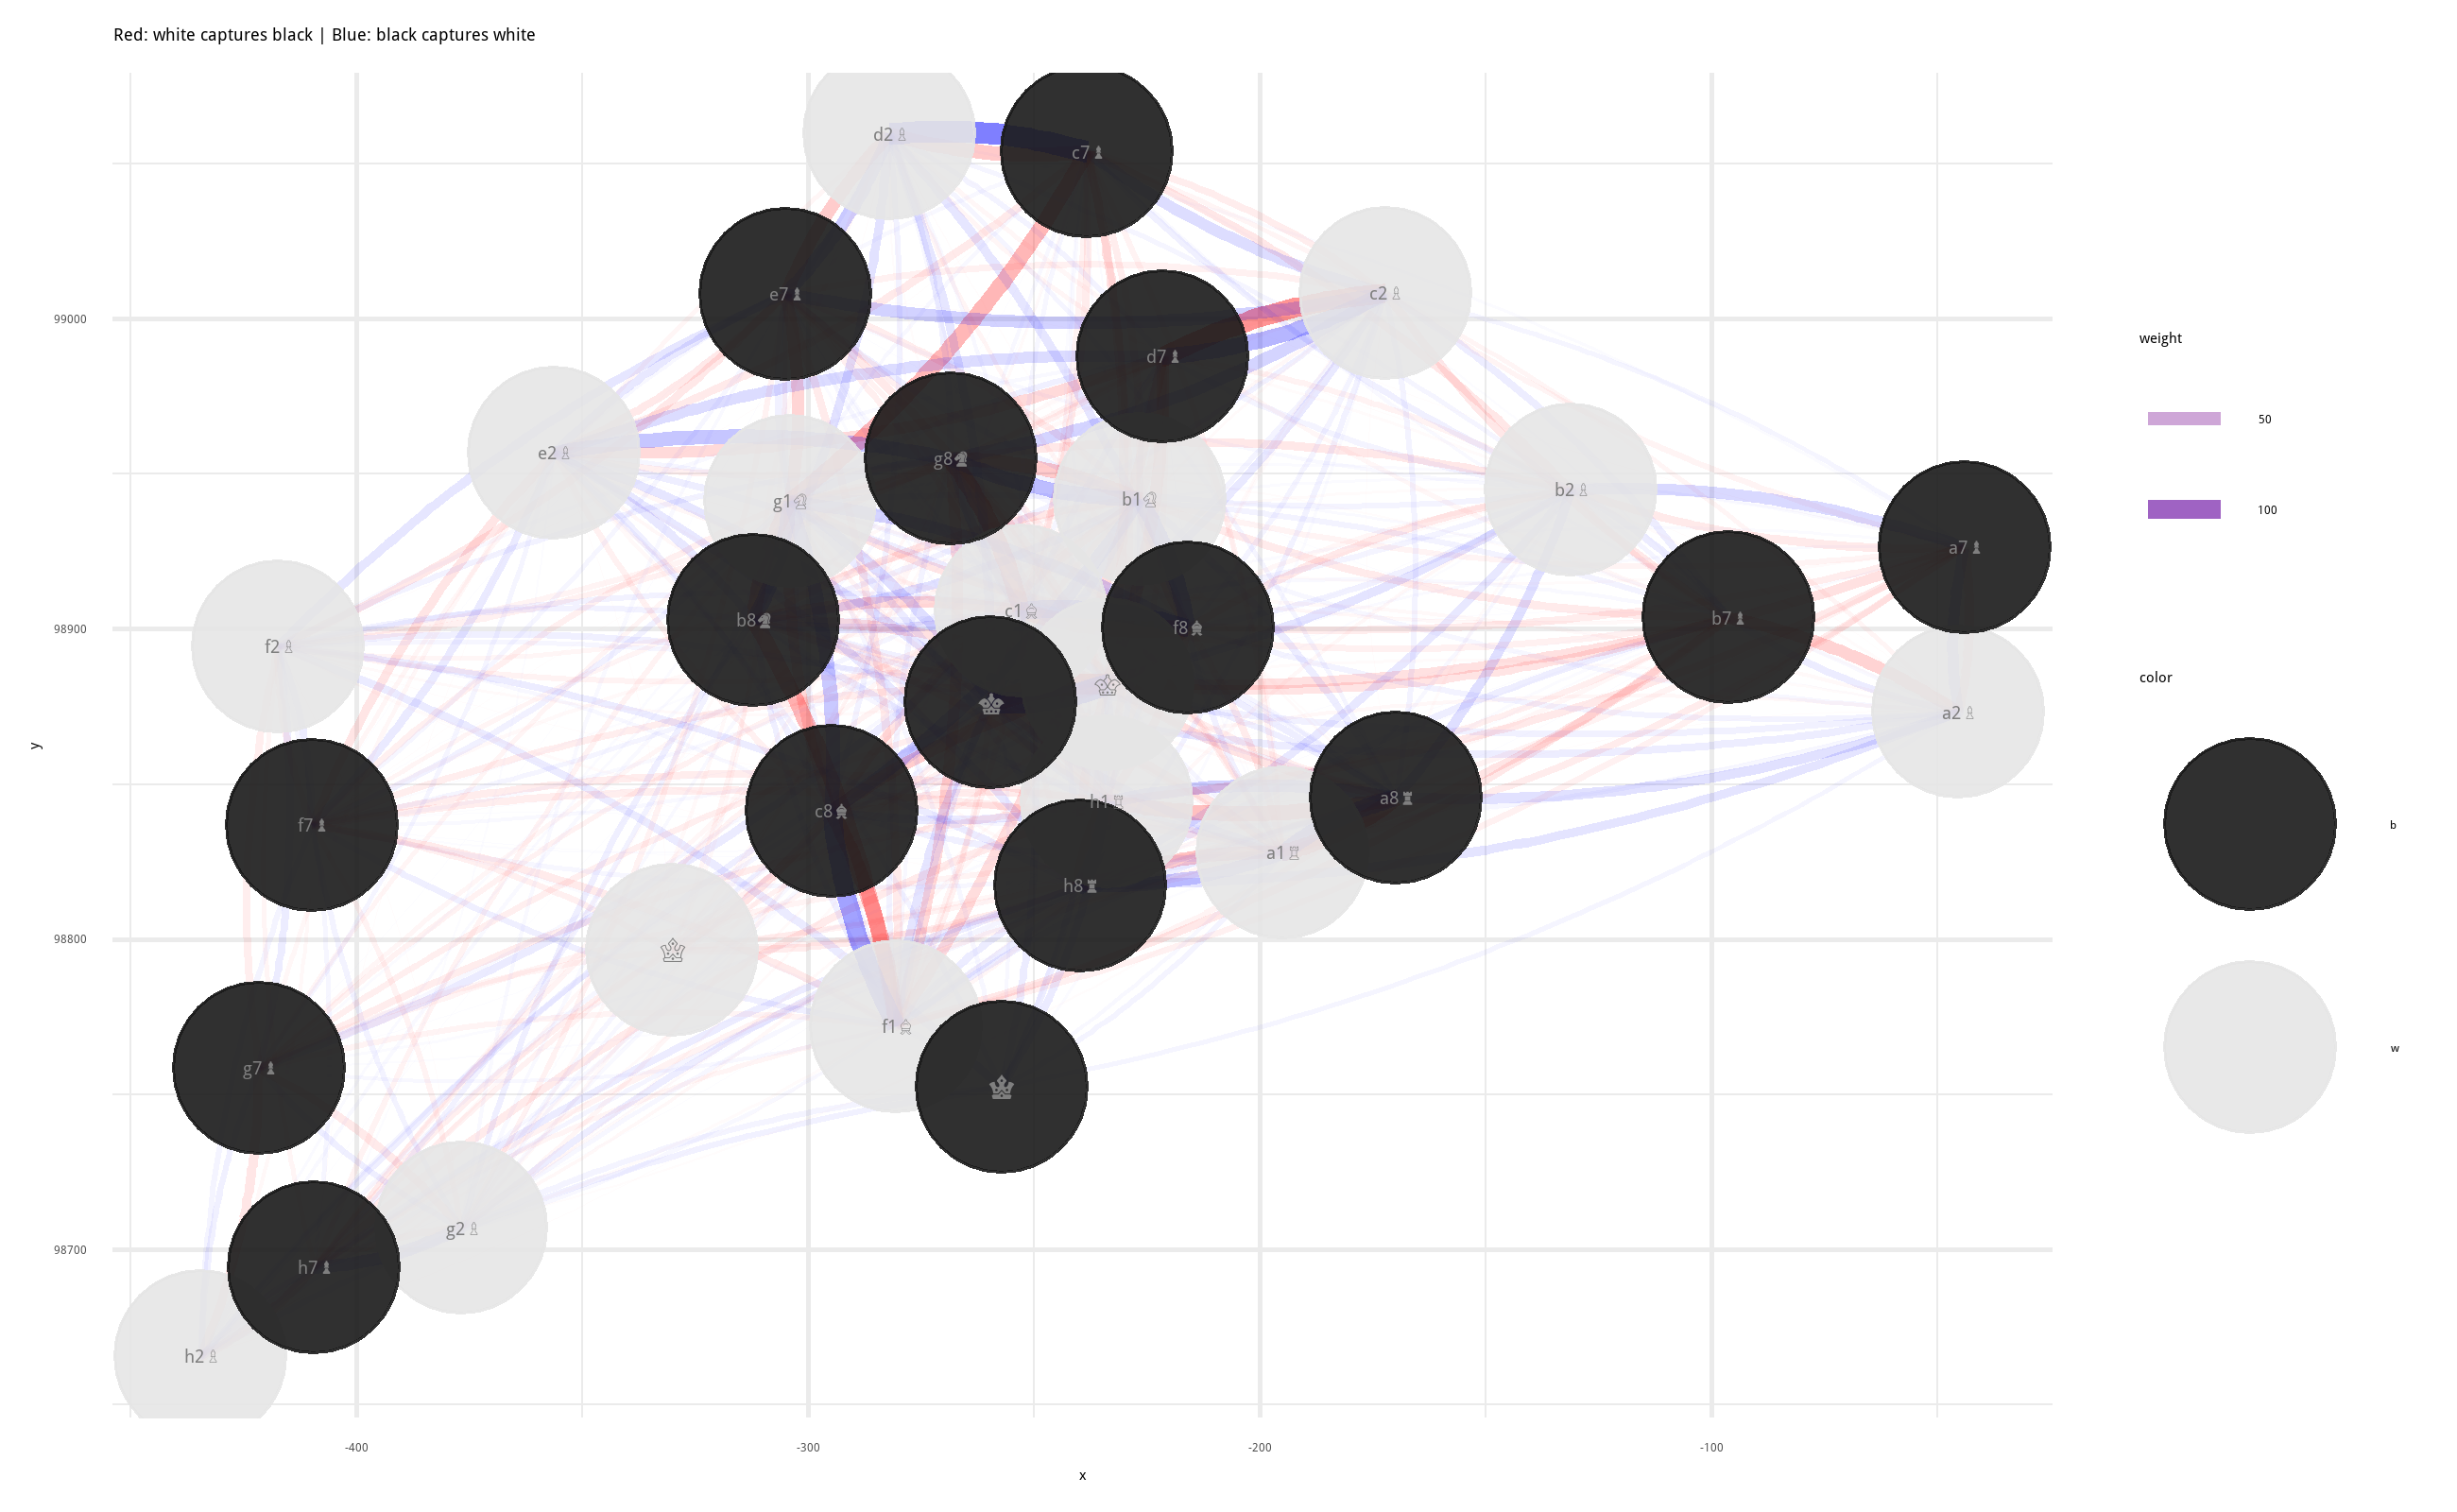 Red: white captures black | Blue: black captures white
d2 ♗
c7 ♝
e7 ♝
c2 ♗
d7 ♝
e2 ♗
g8 ♞
b2 ♗
g1 ♘
b1 ♘
a7 ♝
c1 ♗
b8 ♞
f8 ♝
b7 ♝
f2 ♗
♔
♚
a2 ♗
h1 ♖
a8 ♜
c8 ♝
f7 ♝
a1 ♖
h8 ♜
♕
f1 ♗
g7 ♝
♛
g2 ♗
h7 ♝
h2 ♗
99000
98900
98800
98700
y
-400
-300
-200
-100
x
weight
50
100
color
b
w